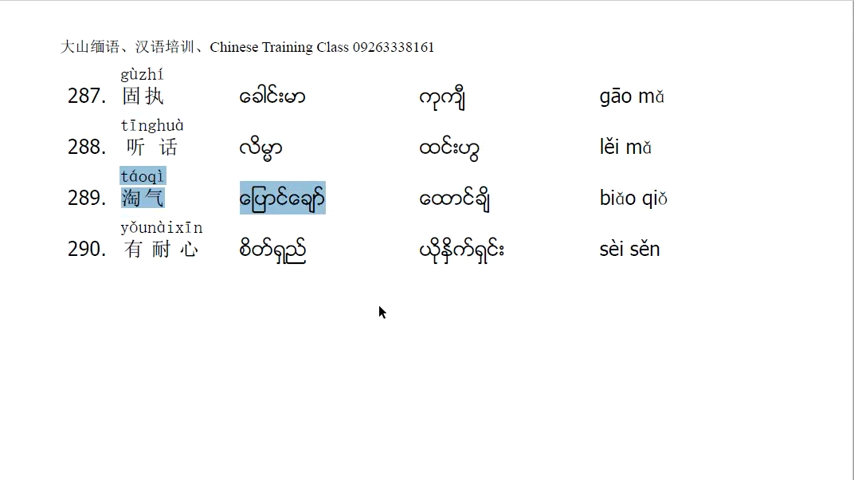 大山缅语、汉语培训、Chinese Training Class 09263338161
gùzhí
287. 固执 ခေါင်းမာ ကုကျီ gāo mǎ
tīnghuà
288. 听 话 လိမ္မာ ထင်းဟွ lěi mǎ
táoqì
289. 淘气 ပြောင်ချော် ထောင်ချိ biǎo qiǒ
yǒunàixīn
290. 有 耐 心 စိတ်ရှည် ယိုနိုက်ရှင်း sèi sěn